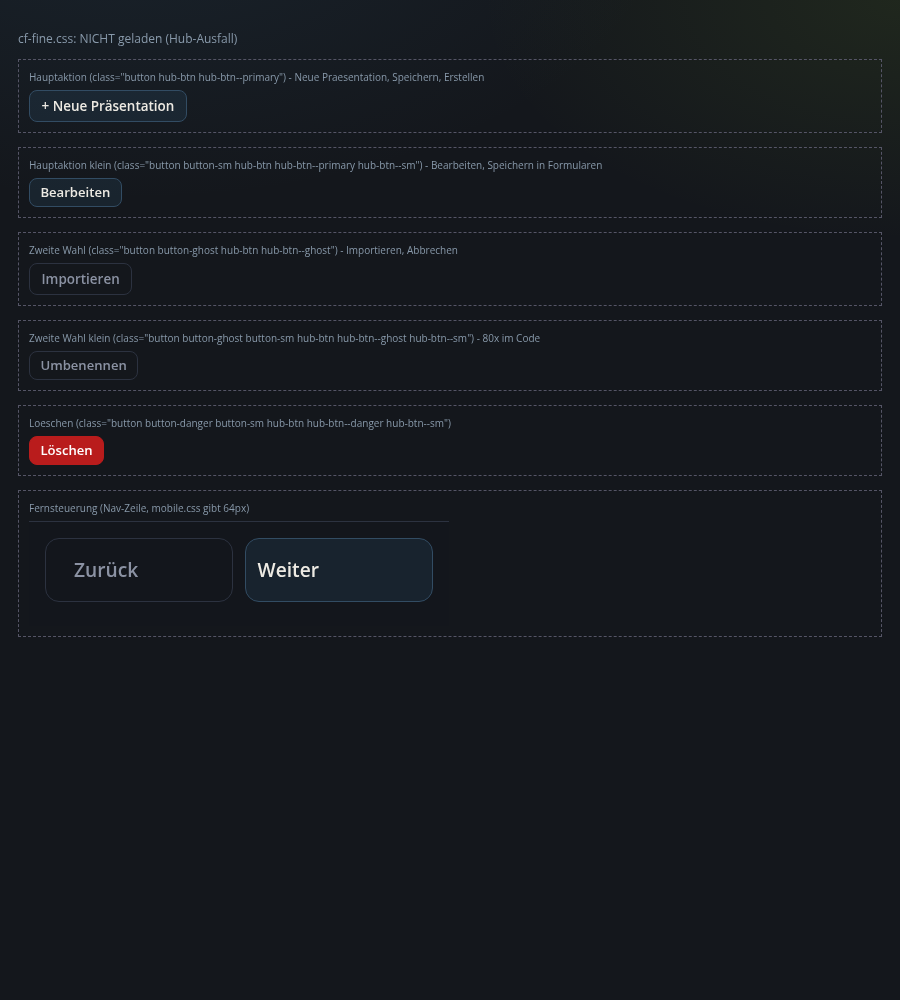 cf-fine.css: NICHT geladen (Hub-Ausfall)
Hauptaktion (class="button hub-btn hub-btn--primary") - Neue Praesentation, Speichern, Erstellen
+ Neue Präsentation
Hauptaktion klein (class="button button-sm hub-btn hub-btn--primary hub-btn--sm") - Bearbeiten, Speichern in Formularen
Bearbeiten
Zweite Wahl (class="button button-ghost hub-btn hub-btn--ghost") - Importieren, Abbrechen
Importieren
Zweite Wahl klein (class="button button-ghost button-sm hub-btn hub-btn--ghost hub-btn--sm") - 80x im Code
Umbenennen
Loeschen (class="button button-danger button-sm hub-btn hub-btn--danger hub-btn--sm")
Löschen
Fernsteuerung (Nav-Zeile, mobile.css gibt 64px)
Zurück Weiter